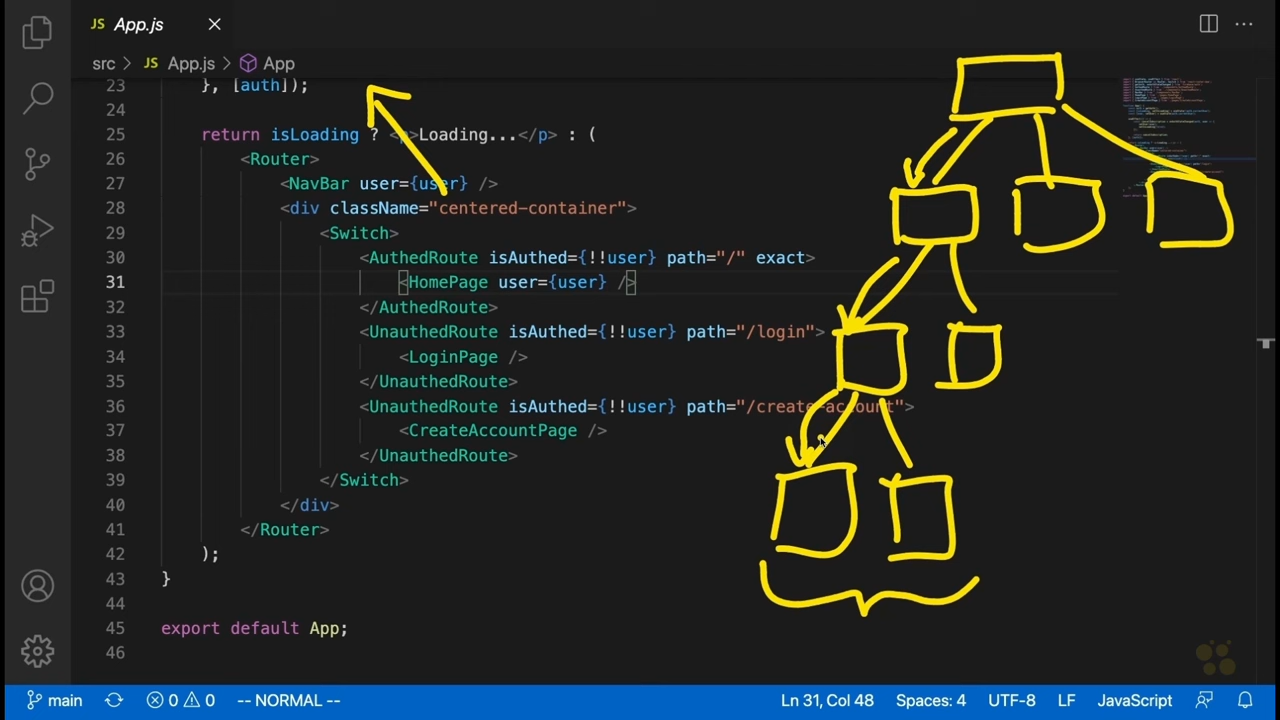 JS App.js
src > JS App.js > App
23 }, [auth]);
24
25 return isLoading ? <p>Loading...</p> : (
26 <Router>
27 <NavBar user={user} />
28 <div className="centered-container">
29 <Switch>
30 <AuthedRoute isAuthed={!!user} path="/" exact>
31 <HomePage user={user} />
32 </AuthedRoute>
33 <UnauthedRoute isAuthed={!!user} path="/login">
34 <LoginPage />
35 </UnauthedRoute>
36 <UnauthedRoute isAuthed={!!user} path="/create-account">
37 <CreateAccountPage />
38 </UnauthedRoute>
39 </Switch>
40 </div>
41 </Router>
42 );
43 }
44
45 export default App;
46
main 0 0 -- NORMAL -- Ln 31, Col 48 Spaces: 4 UTF-8 LF JavaScript